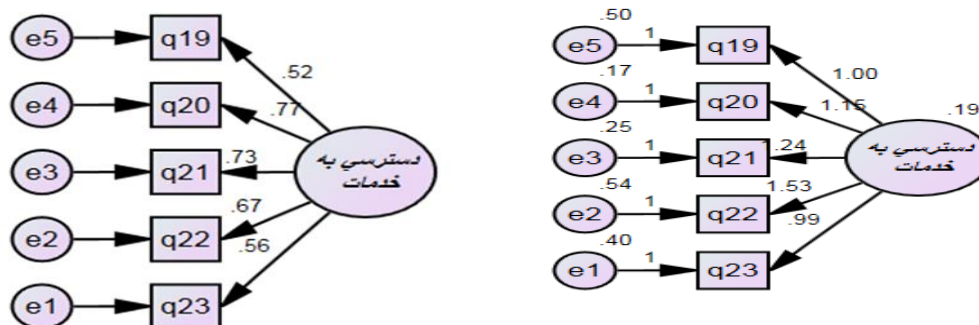 e5 q19
.52
e4 q20
.77
e3 .73 q21
دسترسي به
خدمات
e2 .67 q22
.56
e1 q23
.50
e5 1 q19
1.00
.17
e4 1 q20
1.15
.19
.25
e3 1 q21
1.24
دسترسي به
خدمات
.54
e2 1 q22
1.53
.99
.40
e1 1 q23